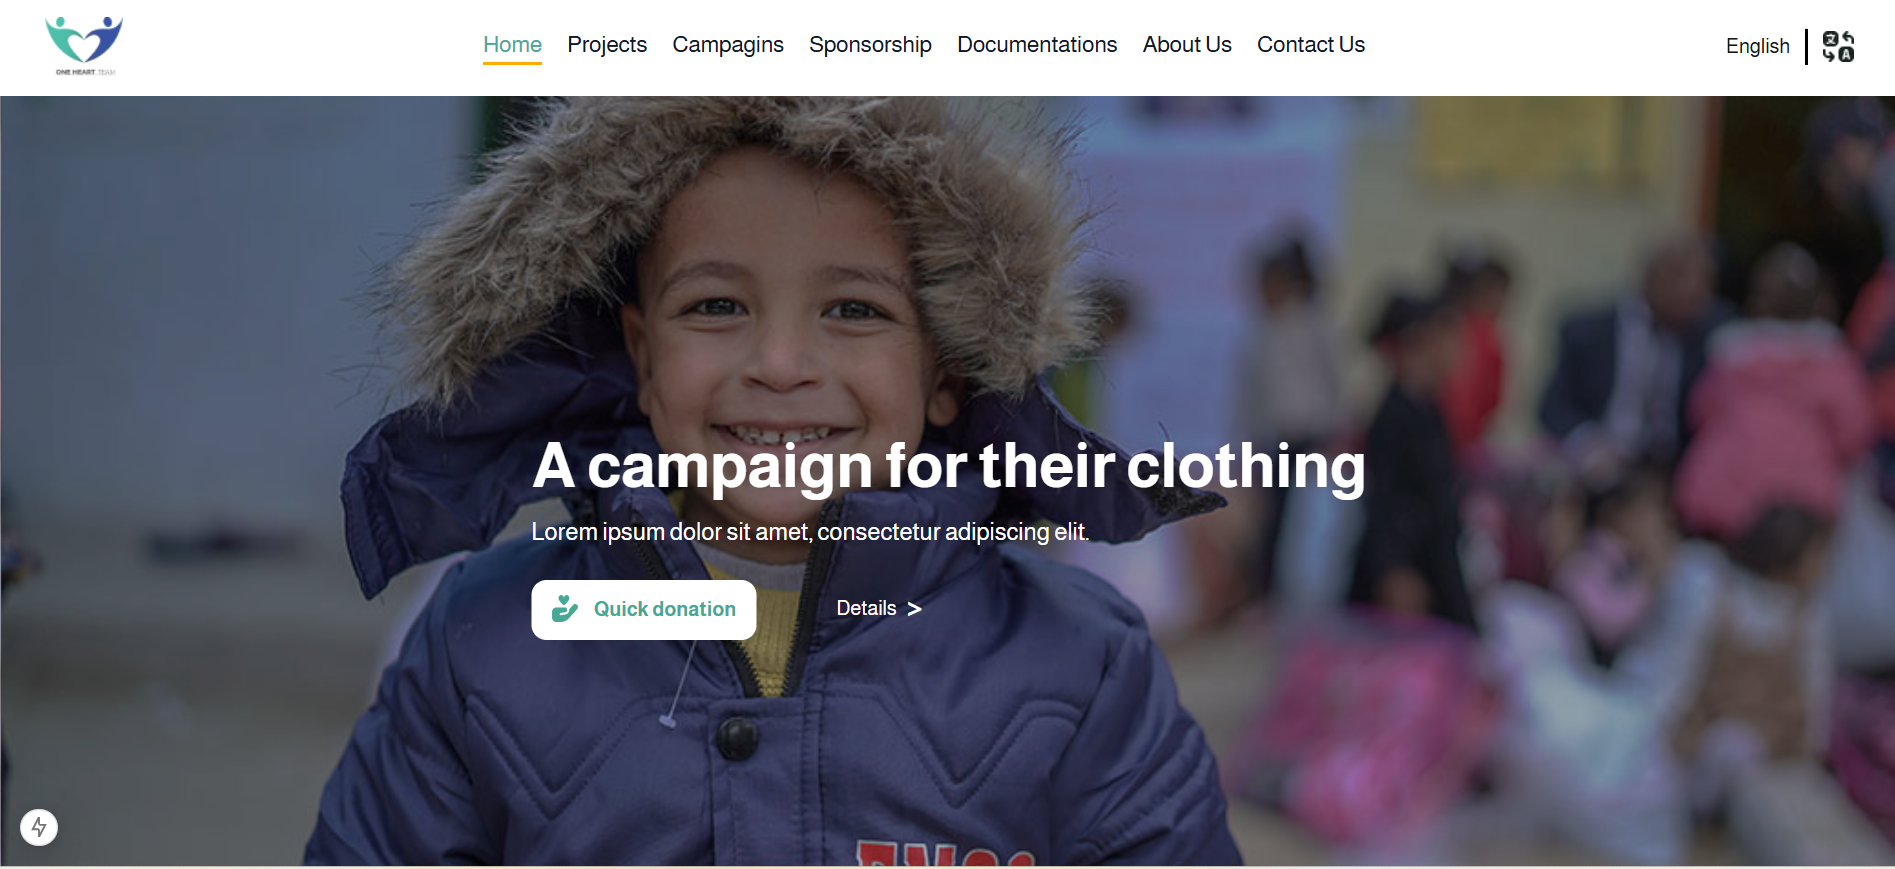 ONE HEART TEAM
Home Projects Campagins Sponsorship Documentations About Us Contact Us
English
A campaign for their clothing
Lorem ipsum dolor sit amet, consectetur adipiscing elit.
Quick donation
Details >